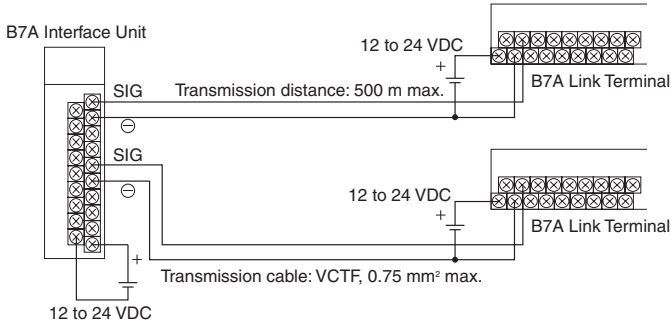 B7A Interface Unit
12 to 24 VDC
+
B7A Link Terminal
SIG
Transmission distance: 500 m max.
⊖
SIG
⊖
12 to 24 VDC
+
B7A Link Terminal
+
Transmission cable: VCTF, 0.75 mm² max.
12 to 24 VDC